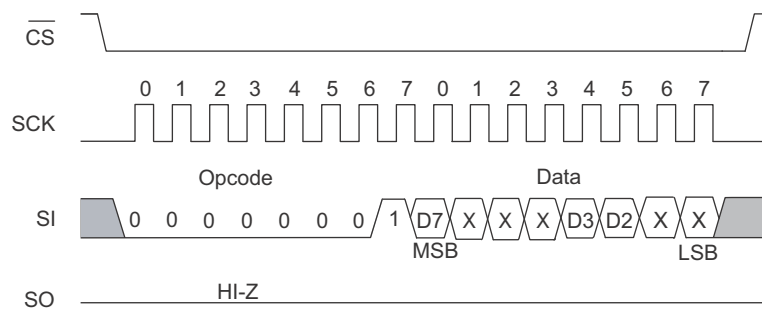 CS
0 1 2 3 4 5 6 7 0 1 2 3 4 5 6 7
SCK
Opcode Data
SI 0 0 0 0 0 0 0 1 D7 X X X D3 D2 X X
MSB LSB
HI-Z
SO